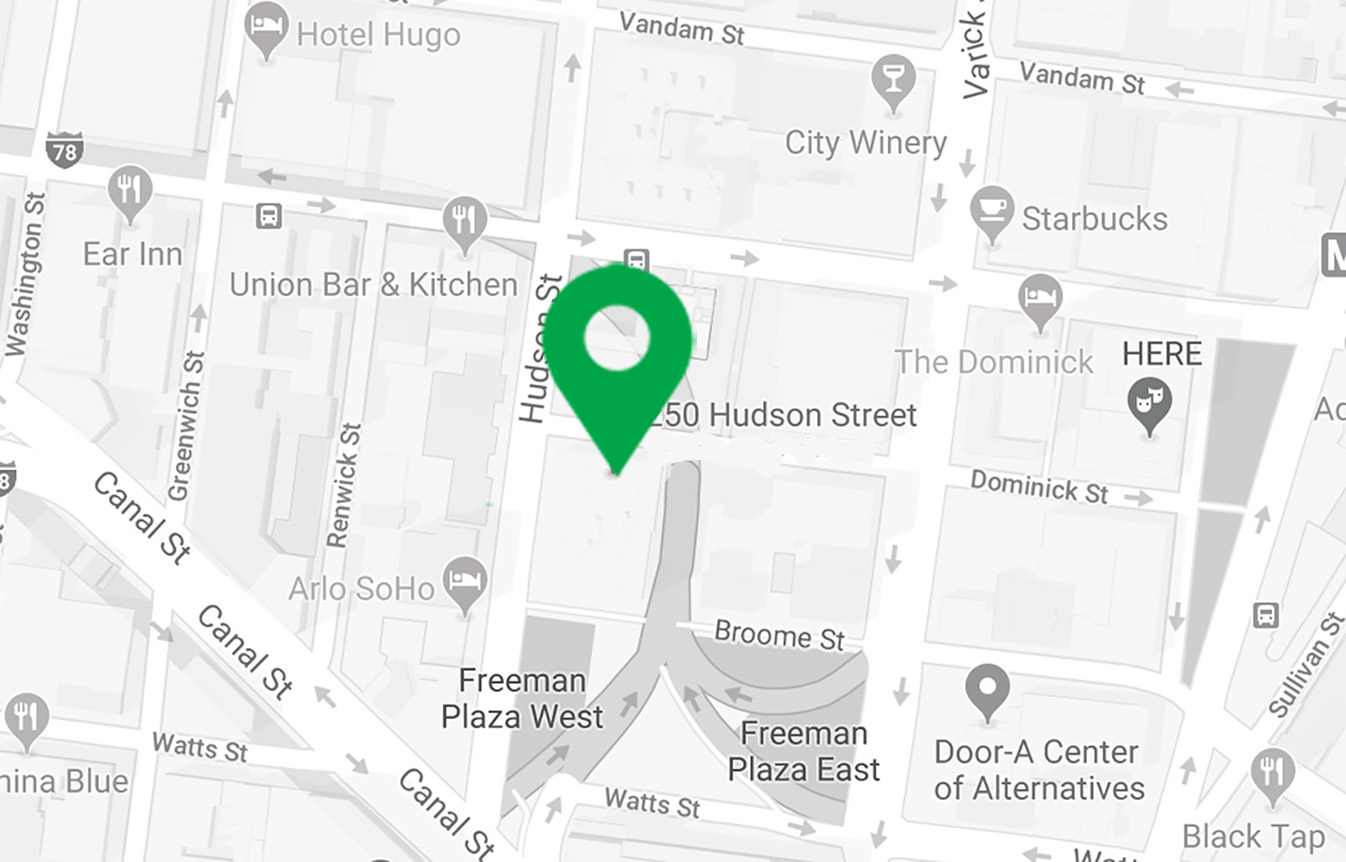 Hotel Hugo
Vandam St
Varick
Vandam St
City Winery
78
Ear Inn
Starbucks
Washington St
Union Bar & Kitchen
Hudson St
The Dominick
HERE
50 Hudson Street
Greenwich St
Renwick St
Canal St
Dominick St
Arlo SoHo
Canal St
Broome St
Freeman
Plaza West
Freeman
Plaza East
Sullivan St
Door-A Center
of Alternatives
Watts St
Blue
Canal St
Watts St
Black Tap